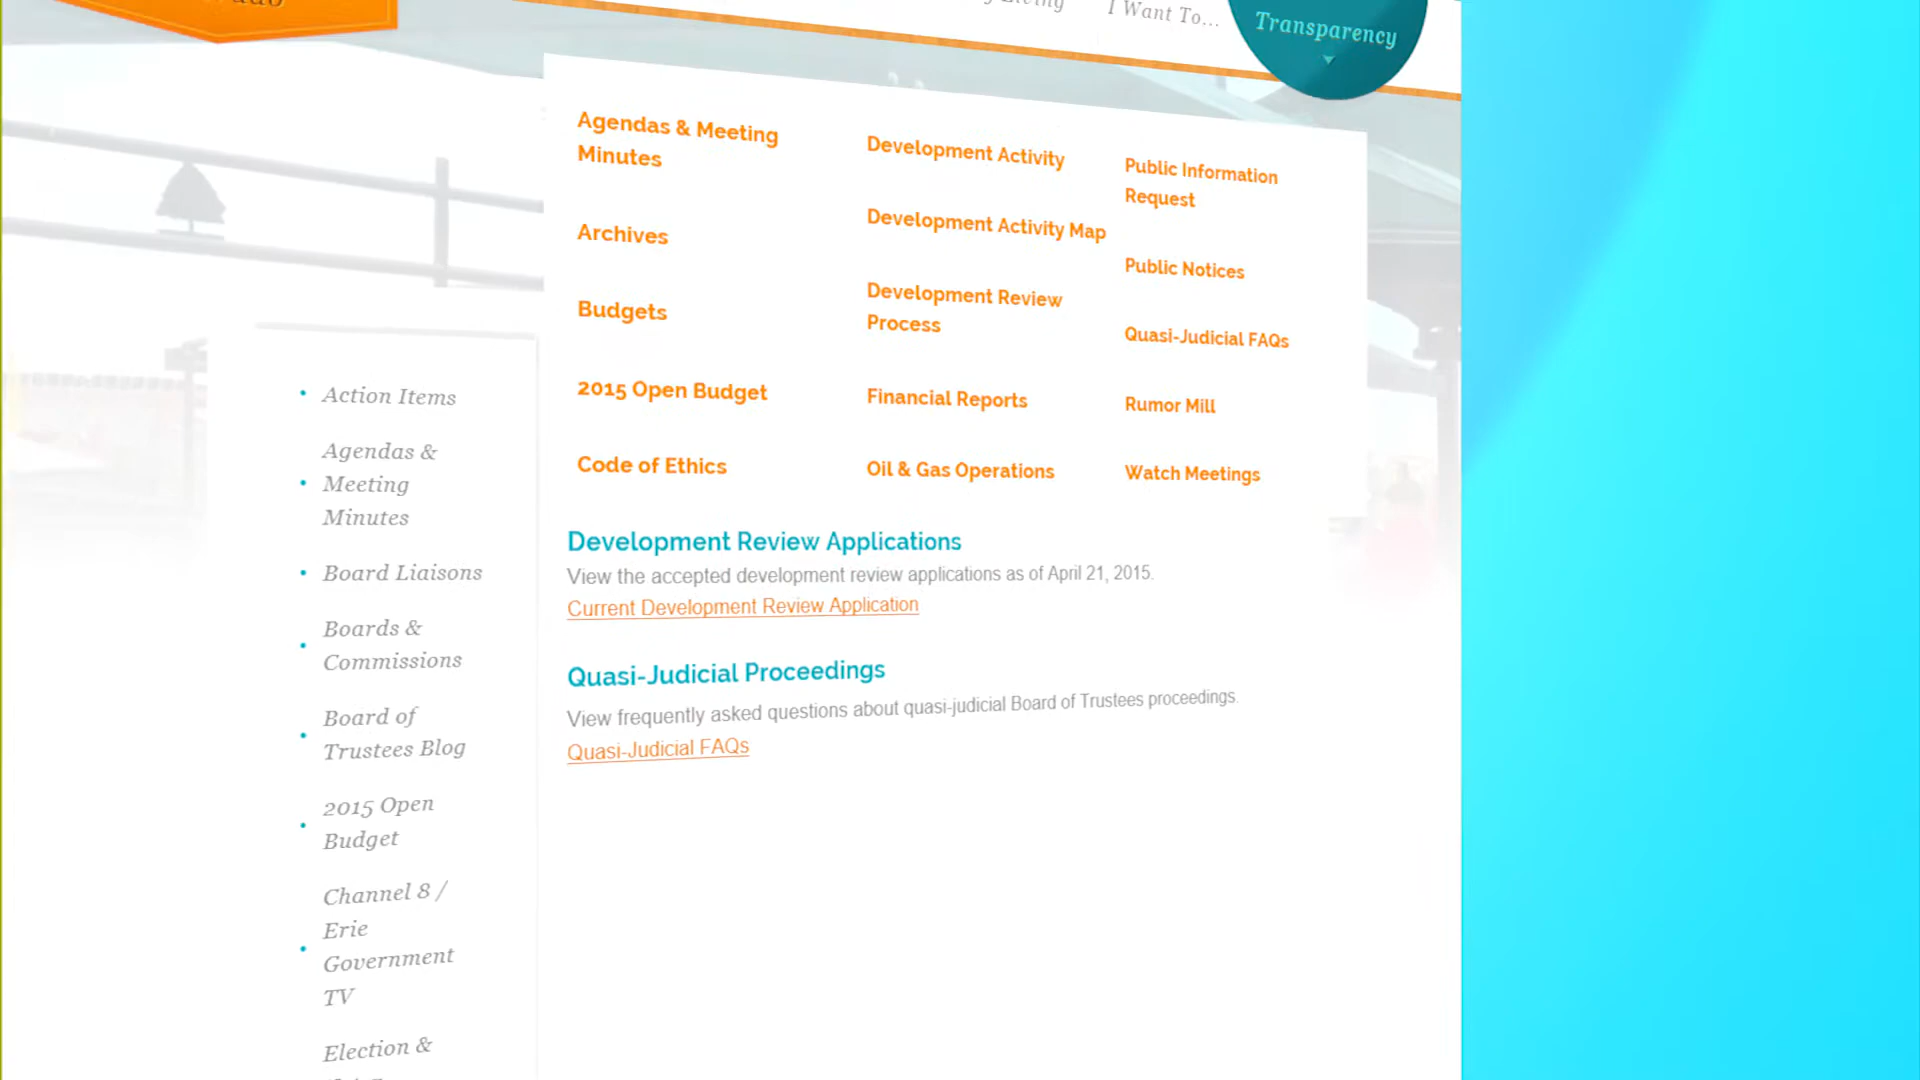 I Want To...
Transparency
Agendas & Meeting
Minutes
Archives
Budgets
2015 Open Budget
Code of Ethics
Development Activity
Development Activity Map
Development Review
Process
Financial Reports
Oil & Gas Operations
Public Information
Request
Public Notices
Quasi-Judicial FAQs
Rumor Mill
Watch Meetings
Action Items
Agendas &
Meeting
Minutes
Board Liaisons
Boards &
Commissions
Board of
Trustees Blog
2015 Open
Budget
Channel 8 /
Erie
Government
TV
Election &
Development Review Applications
View the accepted development review applications as of April 21, 2015.
Current Development Review Application
Quasi-Judicial Proceedings
View frequently asked questions about quasi-judicial Board of Trustees proceedings.
Quasi-Judicial FAQs